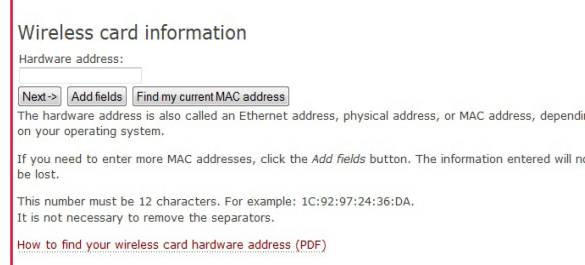 Wireless card information
Hardware address:
Next-> Add fields Find my current MAC address
The hardware address is also called an Ethernet address, physical address, or MAC address,
on your operating system.
If you need to enter more MAC addresses, click the Add fields button. The information entered will
be lost.
This number must be 12 characters. For example: 1C:92:97:24:36:DA.
It is not necessary to remove the separators.
How to find your wireless card hardware address (PDF)